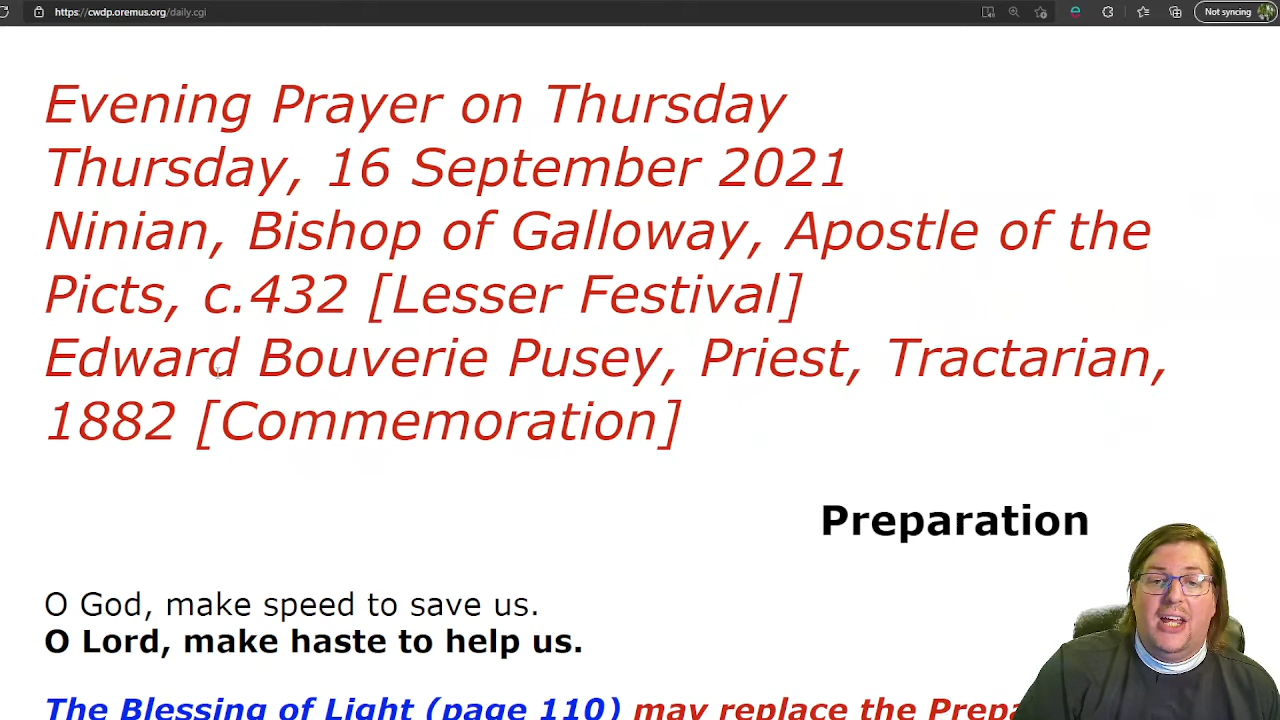 https://cwdp.oremus.org/daily.cgi
Not syncing
Evening Prayer on Thursday
Thursday, 16 September 2021
Ninian, Bishop of Galloway, Apostle of the
Picts, c.432 [Lesser Festival]
Edward Bouverie Pusey, Priest, Tractarian,
1882 [Commemoration]
Preparation
O God, make speed to save us.
O Lord, make haste to help us.
The Blessing of Light (page 110) may replace the Prepa